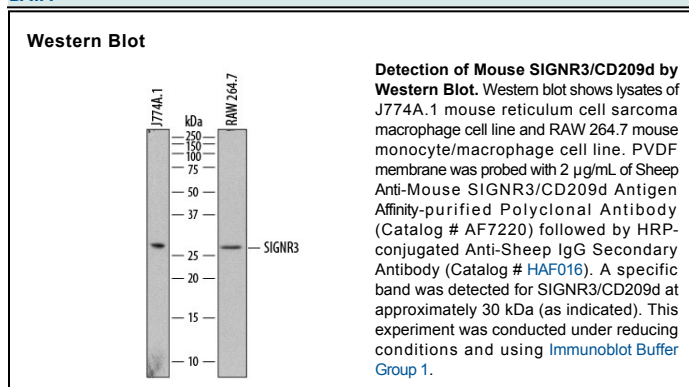 Western Blot
J774A.1
RAW 264.7
kDa
250
150
100
75
50
37
25
20
15
10
SIGNR3
Detection of Mouse SIGNR3/CD209d by
Western Blot. Western blot shows lysates of
J774A.1 mouse reticulum cell sarcoma
macrophage cell line and RAW 264.7 mouse
monocyte/macrophage cell line. PVDF
membrane was probed with 2 µg/mL of Sheep
Anti-Mouse SIGNR3/CD209d Antigen
Affinity-purified Polyclonal Antibody
(Catalog # AF7220) followed by HRP-
conjugated Anti-Sheep IgG Secondary
Antibody (Catalog # HAF016). A specific
band was detected for SIGNR3/CD209d at
approximately 30 kDa (as indicated). This
experiment was conducted under reducing
conditions and using Immunoblot Buffer
Group 1.